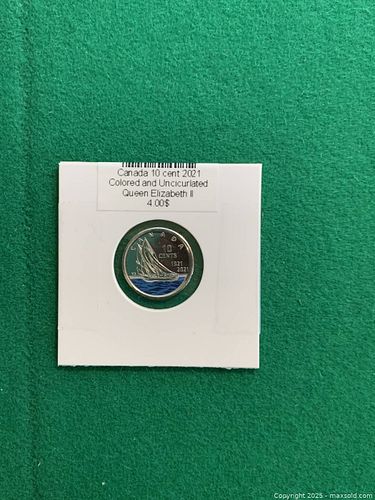 Canada 10 cent 2021
Colored and Uncicurlated
Queen Elizabeth II
4.00$
CANADA
10
CENTS
1921
2021
Copyright 2025 - maxsold.com